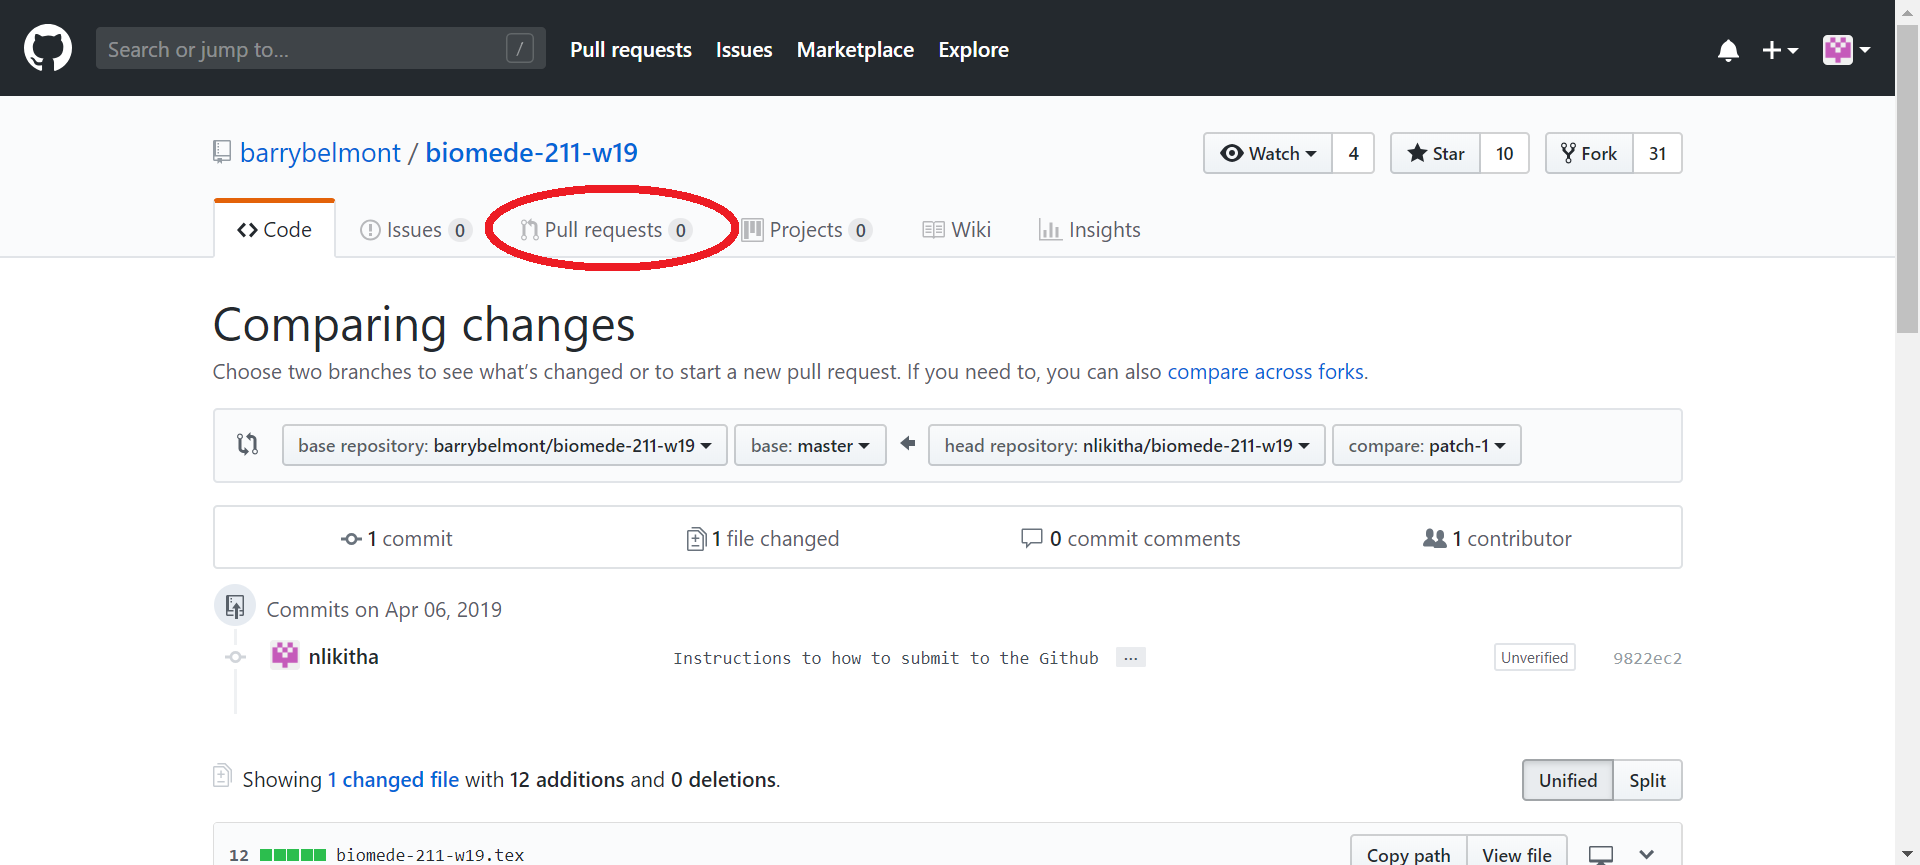 Search or jump to... / Pull requests Issues Marketplace Explore
barrybelmont / biomede-211-w19 Watch 4 Star 10 Fork 31
Code Issues 0 Pull requests 0 Projects 0 Wiki Insights
Comparing changes
Choose two branches to see what's changed or to start a new pull request. If you need to, you can also compare across forks.
base repository: barrybelmont/biomede-211-w19 base: master head repository: nlikitha/biomede-211-w19 compare: patch-1
1 commit 1 file changed 0 commit comments 1 contributor
Commits on Apr 06, 2019
nlikitha Instructions to how to submit to the Github ... Unverified 9822ec2
Showing 1 changed file with 12 additions and 0 deletions. Unified Split
12 biomede-211-w19.tex Copy path View file